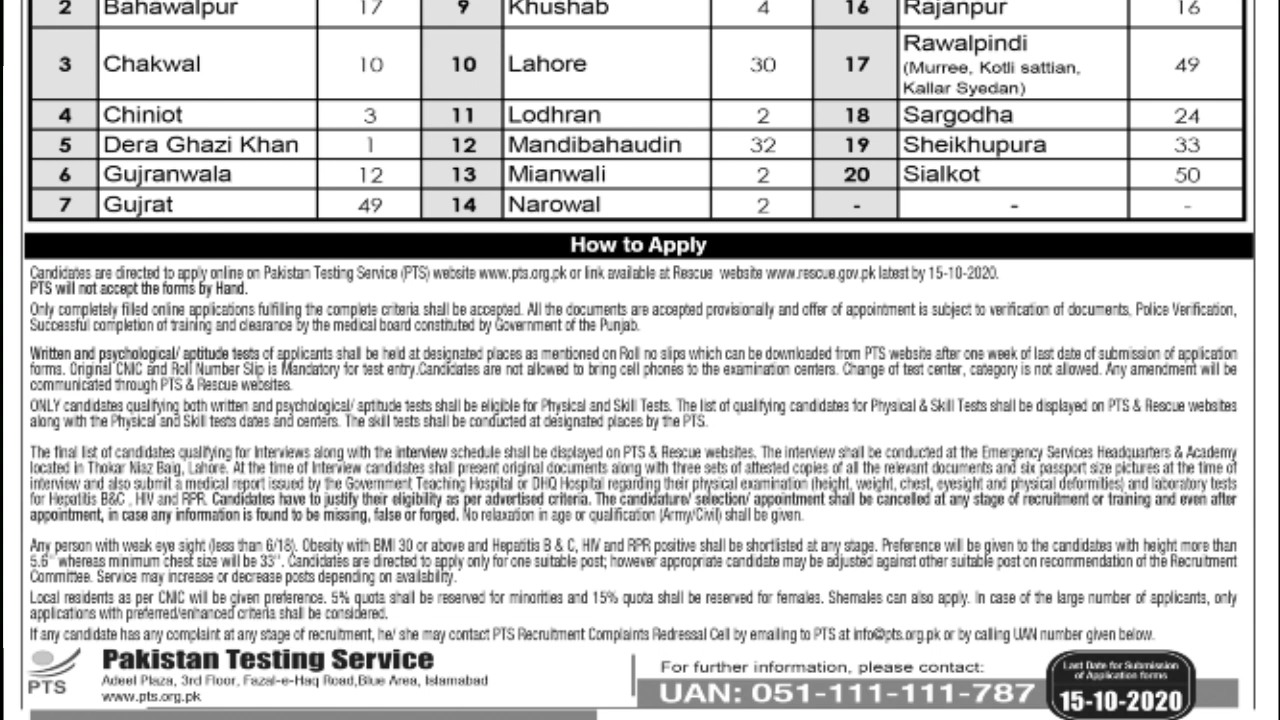 2 Bahawalpur 17 9 Khushab 4 16 Rajanpur 16
3 Chakwal 10 10 Lahore 30 17 Rawalpindi (Murree, Kotli sattian, Kallar Syedan) 49
4 Chiniot 3 11 Lodhran 2 18 Sargodha 24
5 Dera Ghazi Khan 1 12 Mandibahaudin 32 19 Sheikhupura 33
6 Gujranwala 12 13 Mianwali 2 20 Sialkot 50
7 Gujrat 49 14 Narowal 2 - - -
How to Apply
Candidates are directed to apply online on Pakistan Testing Service (PTS) website www.pts.org.pk or link available at Rescue website www.rescue.gov.pk latest by 15-10-2020.
PTS will not accept the forms by Hand.
Only completely filled online applications fulfilling the complete criteria shall be accepted. All the documents are accepted provisionally and offer of appointment is subject to verification of documents, Police Verification,
Successful completion of training and clearance by the medical board constituted by Government of the Punjab.
Written and psychological/ aptitude tests of applicants shall be held at designated places as mentioned on Roll no slips which can be downloaded from PTS website after one week of last date of submission of application
forms. Original CNIC and Roll Number Slip is Mandatory for test entry.Candidates are not allowed to bring cell phones to the examination centers. Change of test center, category is not allowed. Any amendment will be
communicated through PTS & Rescue websites.
ONLY candidates qualifying both written and psychological/ aptitude tests shall be eligible for Physical and Skill Tests. The list of qualifying candidates for Physical & Skill Tests shall be displayed on PTS & Rescue websites
along with the Physical and Skill tests dates and centers. The skill tests shall be conducted at designated places by the PTS.
The final list of candidates qualifying for Interviews along with the interview schedule shall be displayed on PTS & Rescue websites. The interview shall be conducted at the Emergency Services Headquarters & Academy
located in Thokar Niaz Baig, Lahore. At the time of Interview candidates shall present original documents along with three sets of attested copies of all the relevant documents and six passport size pictures at the time of
interview and also submit a medical report issued by the Government Teaching Hospital or DHQ Hospital regarding their physical examination (height, weight, chest, eyesight and physical deformities) and laboratory tests
for Hepatitis B&C , HIV and RPR. Candidates have to justify their eligibility as per advertised criteria. The candidature/ selection/ appointment shall be cancelled at any stage of recruitment or training and even after
appointment, in case any information is found to be missing, false or forged. No relaxation in age or qualification (Army/Civil) shall be given.
Any person with weak eye sight (less than 6/18). Obesity with BMI 30 or above and Hepatitis B & C, HIV and RPR positive shall be shortlisted at any stage. Preference will be given to the candidates with height more than
5.6" whereas minimum chest size will be 33". Candidates are directed to apply only for one suitable post; however appropriate candidate may be adjusted against other suitable post on recommendation of the Recruitment
Committee. Service may increase or decrease posts depending on availability.
Local residents as per CNIC will be given preference. 5% quota shall be reserved for minorities and 15% quota shall be reserved for females. Shemales can also apply. In case of the large number of applicants, only
applications with preferred/enhanced criteria shall be considered.
If any candidate has any complaint at any stage of recruitment, he/ she may contact PTS Recruitment Complaints Redressal Cell by emailing to PTS at info@pts.org.pk or by calling UAN number given below.
PTS
Pakistan Testing Service
Adeel Plaza, 3rd Floor, Fazal-e-Haq Road,Blue Area, Islamabad
www.pts.org.pk
For further information, please contact:
UAN: 051-111-111-787
Last Date for Submission
of Application forms
15-10-2020